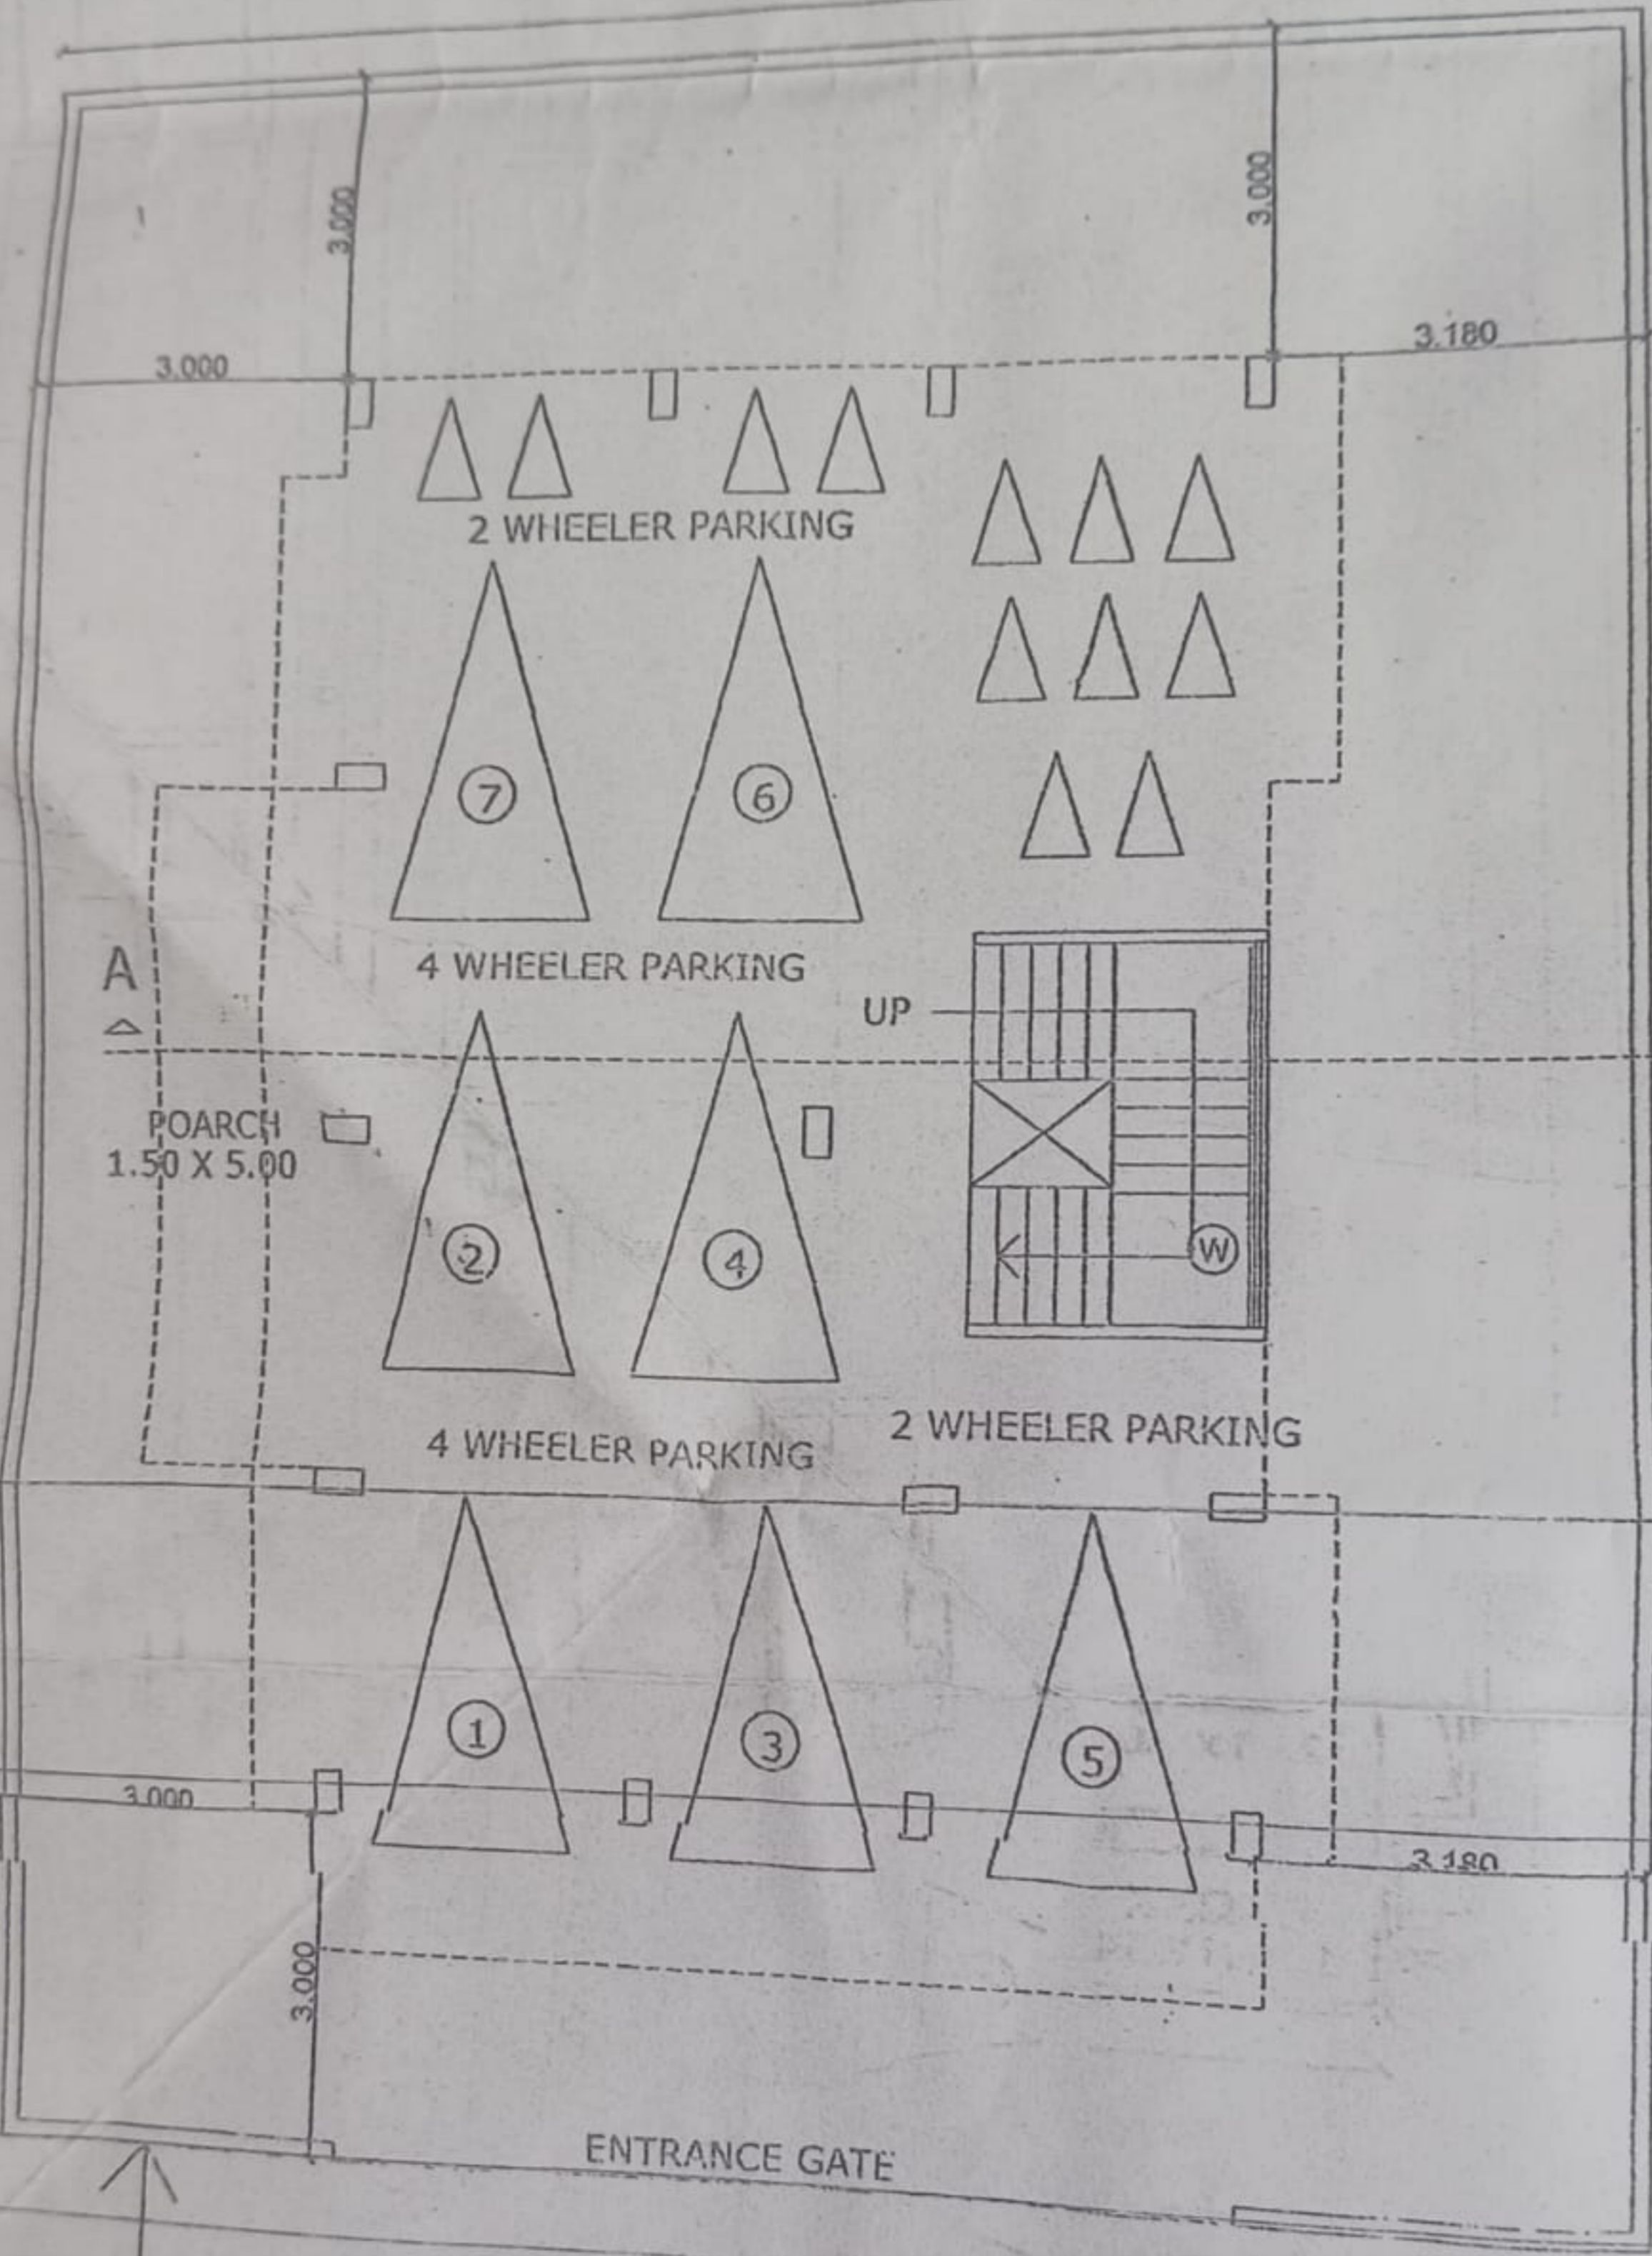 3.000
3.000
3.000
3.180
2 WHEELER PARKING
7
6
A
4 WHEELER PARKING
UP
POARCH
1.50 X 5.00
2
4
W
2 WHEELER PARKING
4 WHEELER PARKING
1
3
5
3.000
3.180
3.000
ENTRANCE GATE